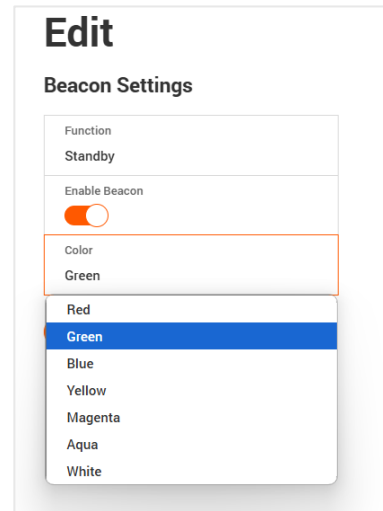 Edit
Beacon Settings
Function
Standby
Enable Beacon
Color
Green
Red
Green
Blue
Yellow
Magenta
Aqua
White